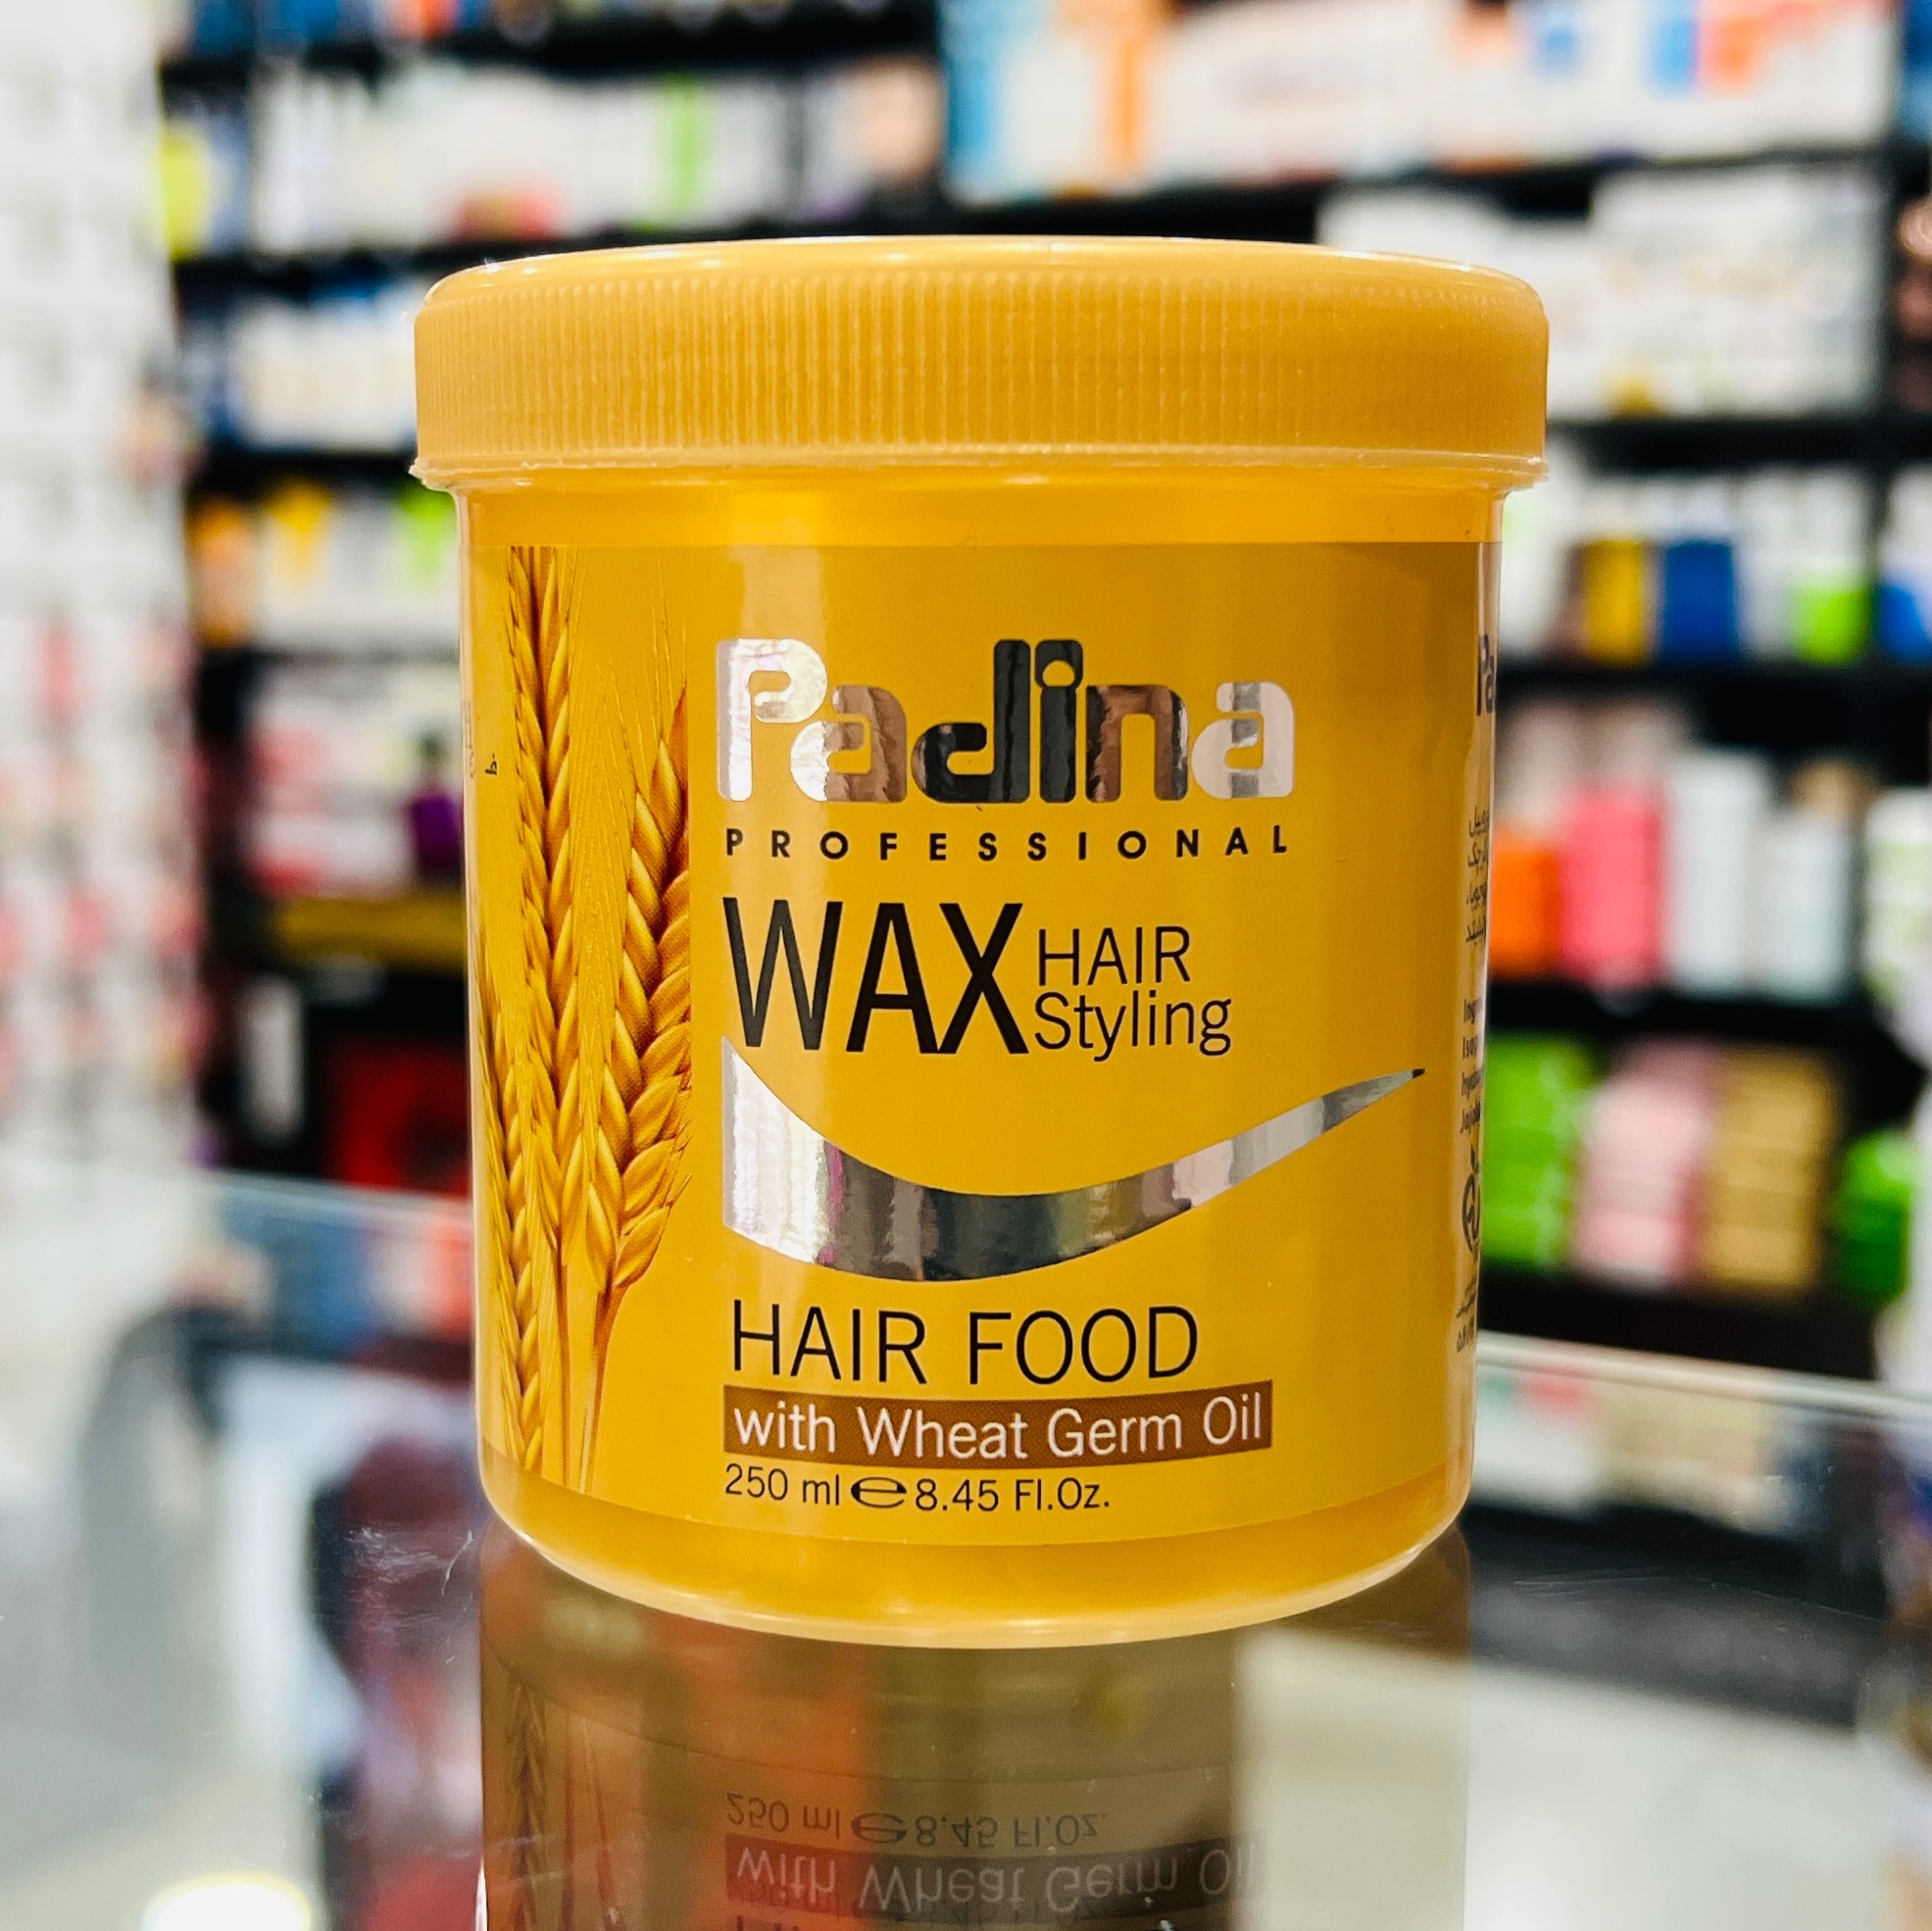 Padina
PROFESSIONAL
WAX HAIR
Styling
HAIR FOOD
with Wheat Germ Oil
250 ml ℮ 8.45 Fl.Oz.